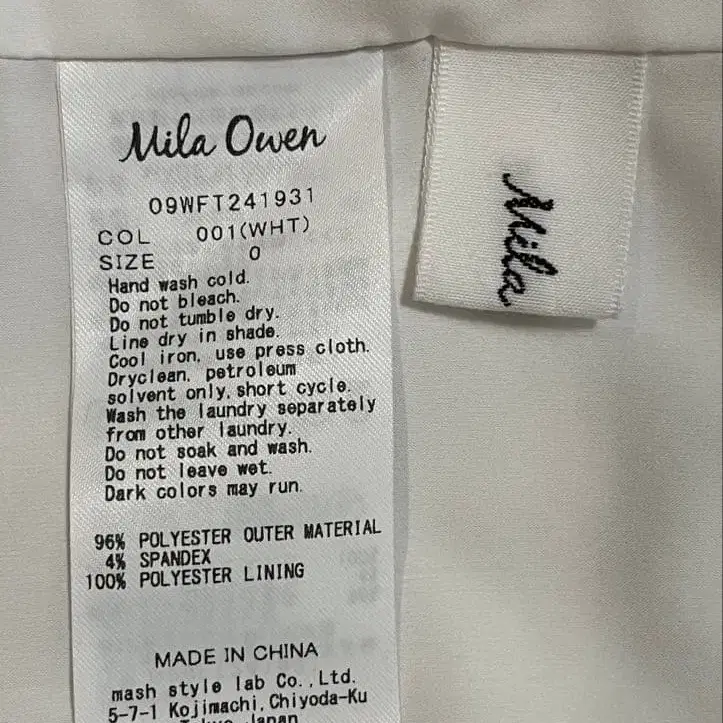 Mila Owen
09WFT241931
COL 001(WHT)
SIZE 0
Hand wash cold.
Do not bleach.
Do not tumble dry.
Line dry in shade.
Cool iron, use press cloth.
Dryclean, petroleum
solvent only, short cycle.
Wash the laundry separately
from other laundry.
Do not soak and wash.
Do not leave wet.
Dark colors may run.
96% POLYESTER OUTER MATERIAL
4% SPANDEX
100% POLYESTER LINING
MADE IN CHINA
mash style lab Co.,Ltd.
5-7-1 Kojimachi,Chiyoda-Ku
Tokyo Japan
Mila